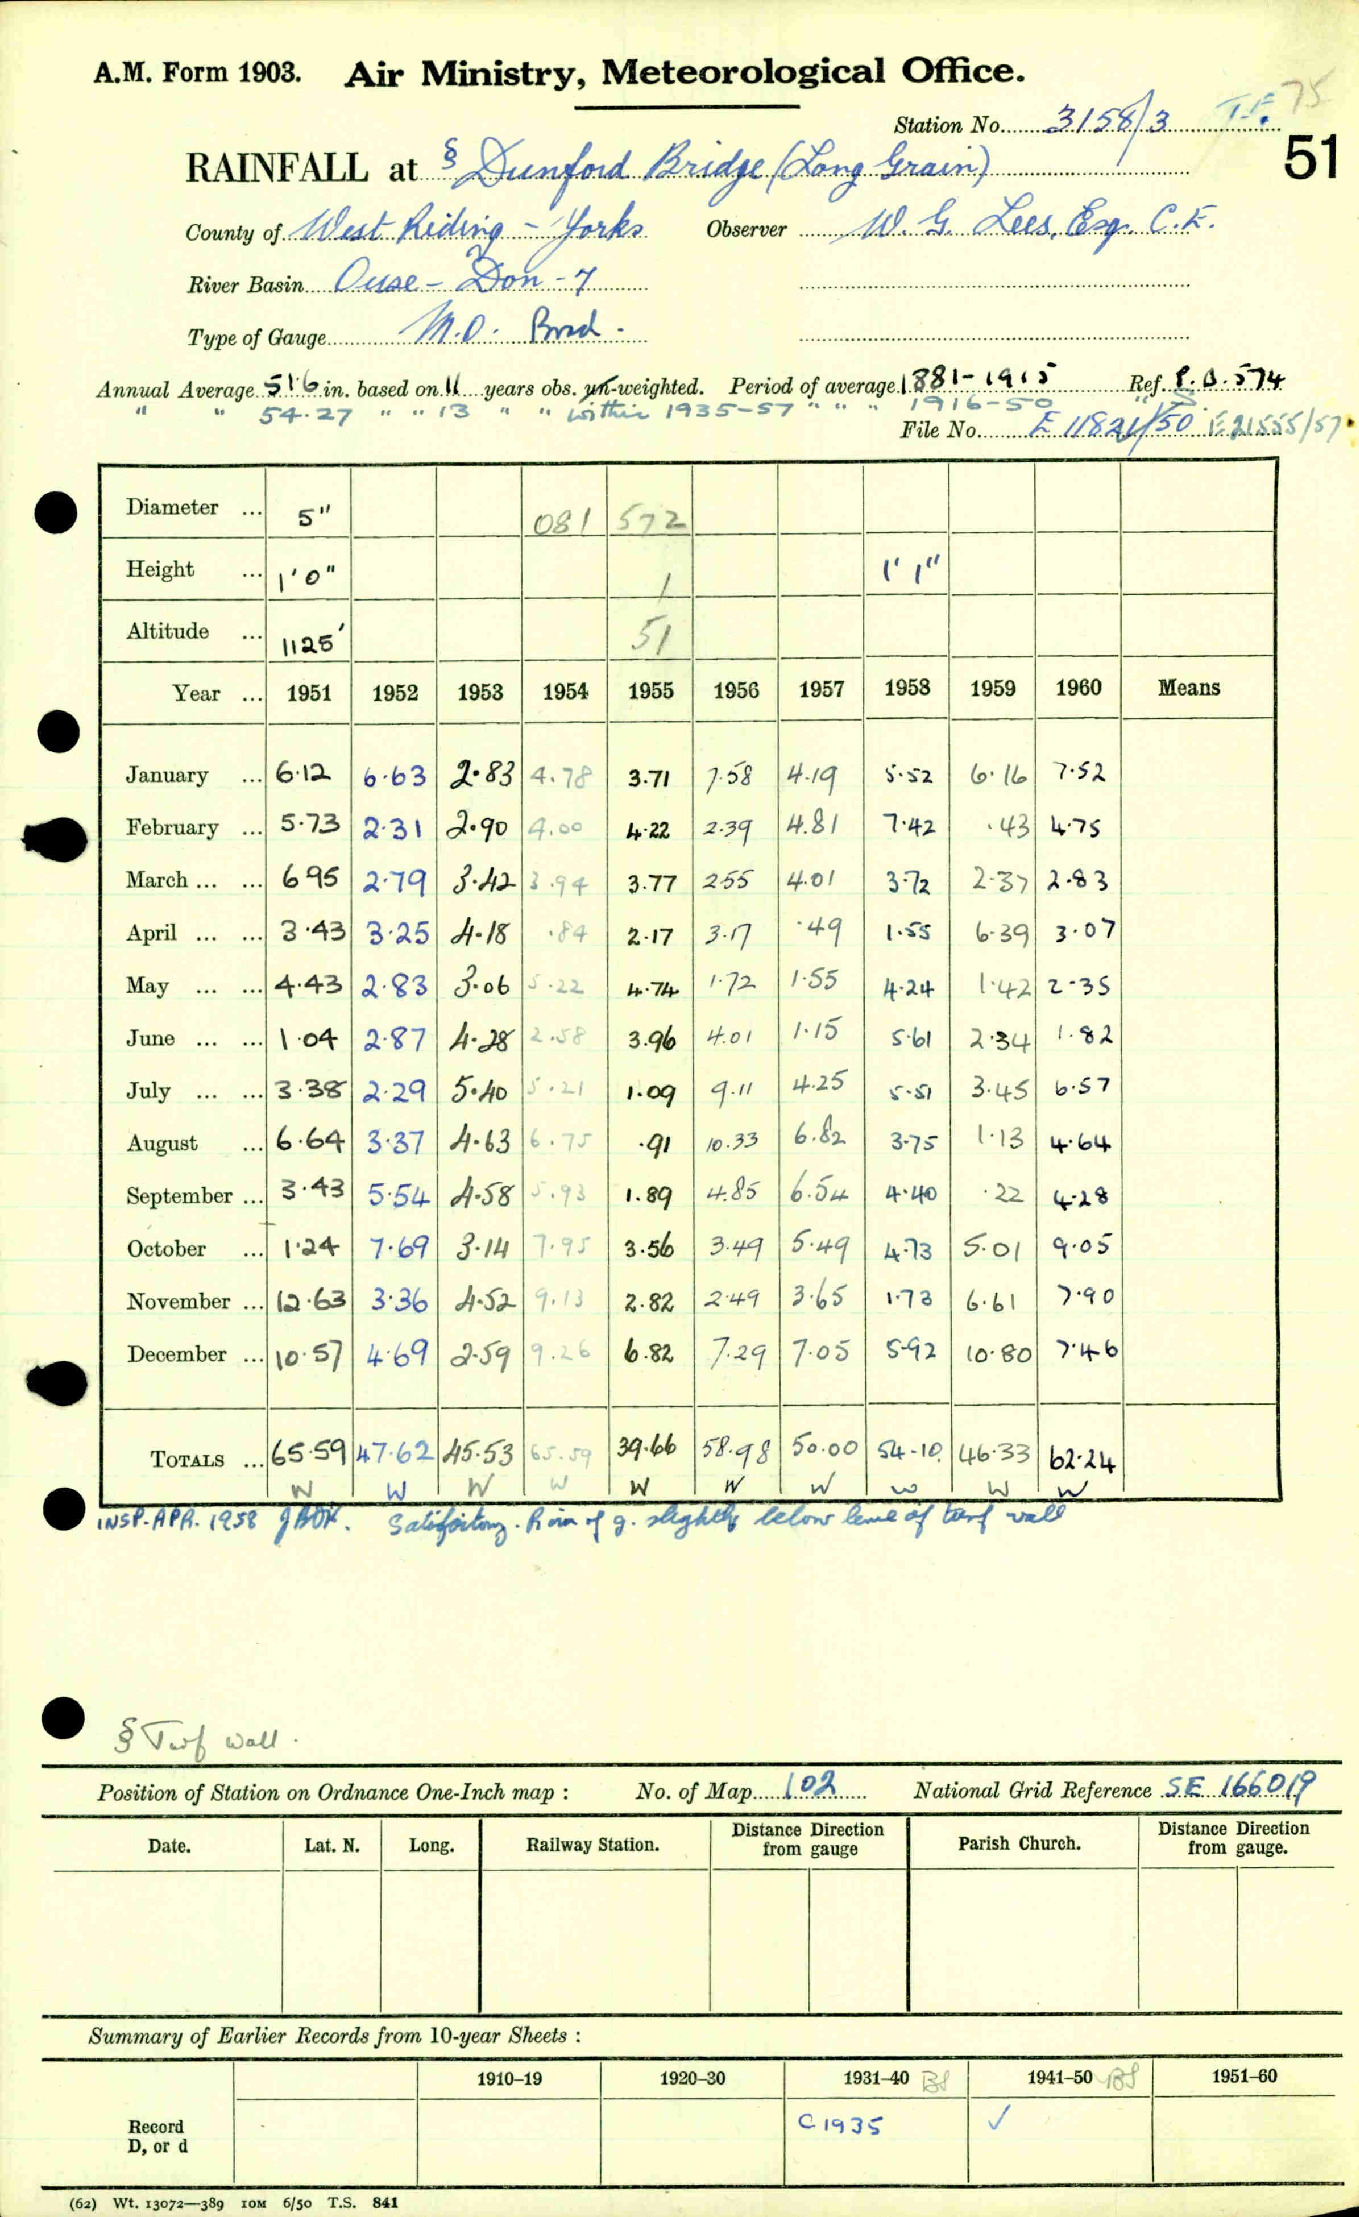 A.M. Form 1903. Air Ministry, Meteorological Office.
75
Station No. 3158/3
51
RAINFALL at § Dunford Bridge (Long Grain)
County of West Riding - Yorks Observer W. G. Lees, Esq. C.E.
River Basin Ouse - Don - 7
Type of Gauge M.O. Brad.
Annual Average 51.6 in. based on 11 years obs. un-weighted. Period of average 1881-1915 Ref. P.B.574
" " 54.27 " " 13 " " within 1935-57 " " " 1916-50 "
File No. E 11821/50 E21555/57
Diameter ... 5" 081 572
Height ... 1'0" 1 1'1"
Altitude ... 1125' 51
Year ... 1951 1952 1953 1954 1955 1956 1957 1958 1959 1960 Means
January ... 6.12 6.63 2.83 4.78 3.71 7.58 4.19 5.52 6.16 7.52
February ... 5.73 2.31 2.90 4.00 4.22 2.39 4.81 7.42 .43 4.75
March ... ... 6 95 2.79 3.42 3.94 3.77 2 55 4.01 3.72 2.37 2.83
April ... ... 3.43 3.25 4.18 .84 2.17 3.17 .49 1.55 6.39 3.07
May ... ... 4.43 2.83 3.06 5.22 4.74 1.72 1.55 4.24 1.42 2.35
June ... ... 1.04 2.87 4.28 2.58 3.96 4.01 1.15 5.61 2.34 1.82
July ... ... 3.38 2.29 5.40 5.21 1.09 9.11 4.25 5.51 3.45 6.57
August ... 6.64 3.37 4.63 6.75 .91 10.33 6.82 3.75 1.13 4.64
September ... 3.43 5.54 4.58 5.93 1.89 4.85 6.54 4.40 .22 4.28
October ... 1.24 7.69 3.14 7.95 3.56 3.49 5.49 4.73 5.01 9.05
November ... 12.63 3.36 4.52 9.13 2.82 2.49 3.65 1.73 6.61 7.90
December ... 10.57 4.69 2.59 9.26 6.82 7.29 7.05 5.92 10.80 7.46
TOTALS ... 65.59 47.62 45.53 65.59 39.66 58.98 50.00 54.10 46.33 62.24
W W W W W W W W W W
INSP. APR. 1958 Satisfactory. Rim of g. slightly below level of turf wall
§ Turf wall.
Position of Station on Ordnance One-Inch map : No. of Map 102 National Grid Reference SE 166019
Date. Lat. N. Long. Railway Station. Distance Direction from gauge Parish Church. Distance Direction from gauge.
Summary of Earlier Records from 10-year Sheets :
1910–19 1920–30 1931–40 1941–50 1951–60
Record D, or d C 1935 ✓
(62) Wt. 13072—389 10M 6/50 T.S. 841